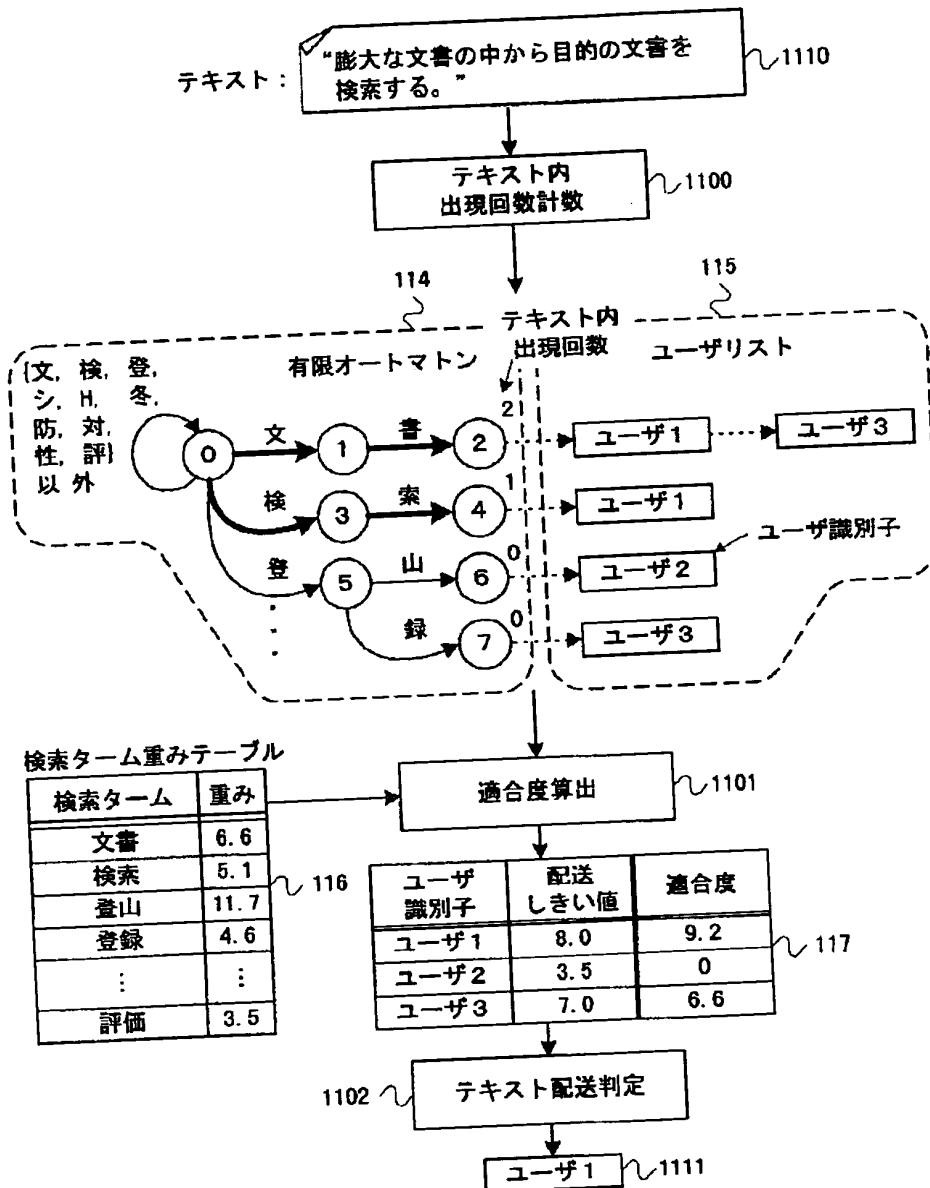 テキスト：
“膨大な文書の中から目的の文書を
検索する。”
1110
テキスト内
出現回数計数
1100
114
115
テキスト内
出現回数
有限オートマトン
ユーザリスト
{文, 検, 登,
シ, H, 冬,
防, 対,
性, 評}
以外
0
文
1
書
2
2
ユーザ1
ユーザ3
検
3
索
4
1
ユーザ1
ユーザ識別子
登
5
山
6
0
ユーザ2
録
7
0
ユーザ3
検索ターム重みテーブル
検索ターム 重み
文書 6.6
検索 5.1
登山 11.7
登録 4.6
⋮ ⋮
評価 3.5
116
適合度算出
1101
ユーザ
識別子
配送
しきい値
適合度
ユーザ1 8.0 9.2
ユーザ2 3.5 0
ユーザ3 7.0 6.6
117
1102
テキスト配送判定
ユーザ1
1111